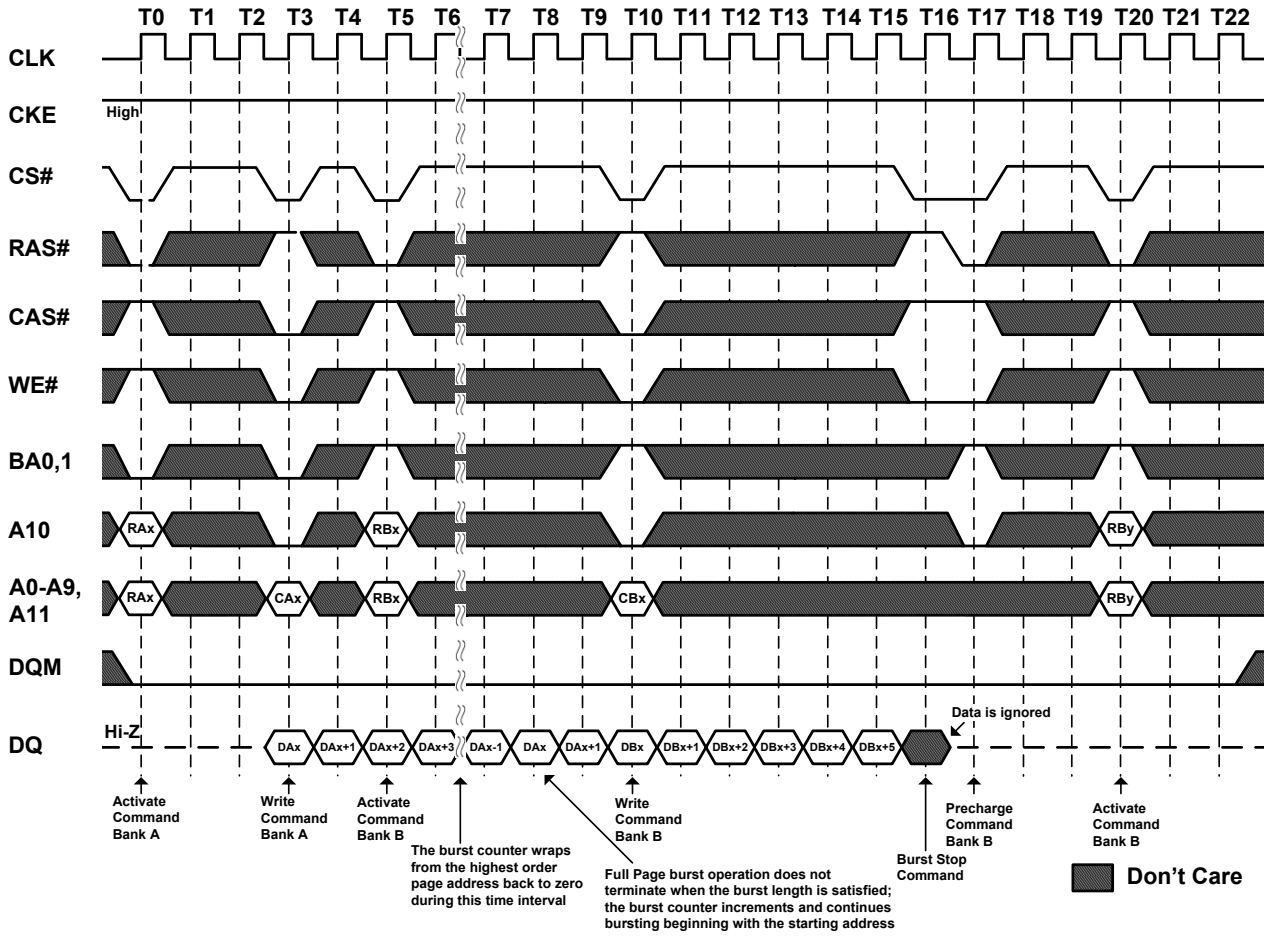 T0 T1 T2 T3 T4 T5 T6 T7 T8 T9 T10 T11 T12 T13 T14 T15 T16 T17 T18 T19 T20 T21 T22
CLK
CKE
High
CS#
RAS#
CAS#
WE#
BA0,1
A10
RAx RBx RBy
A0-A9,
A11
RAx CAx RBx CBx RBy
DQM
DQ
Hi-Z
DAx DAx+1 DAx+2 DAx+3 DAx-1 DAx DAx+1 DBx DBx+1 DBx+2 DBx+3 DBx+4 DBx+5
Data is ignored
Activate
Command
Bank A
Write
Command
Bank A
Activate
Command
Bank B
The burst counter wraps
from the highest order
page address back to zero
during this time interval
Write
Command
Bank B
Full Page burst operation does not
terminate when the burst length is satisfied;
the burst counter increments and continues
bursting beginning with the starting address
Burst Stop
Command
Precharge
Command
Bank B
Activate
Command
Bank B
Don't Care